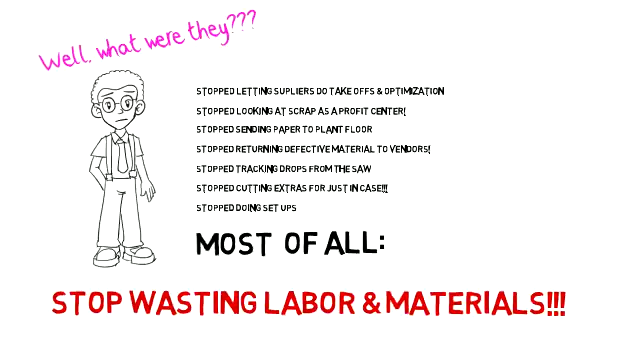 Well, what were they???
STOPPED LETTING SUPLIERS DO TAKE OFFS & OPTIMIZATION
STOPPED LOOKING AT SCRAP AS A PROFIT CENTER!
STOPPED SENDING PAPER TO PLANT FLOOR
STOPPED RETURNING DEFECTIVE MATERIAL TO VENDORS!
STOPPED TRACKING DROPS FROM THE SAW
STOPPED CUTTING EXTRAS FOR JUST IN CASE!!!
STOPPED DOING SET UPS
MOST OF ALL:
STOP WASTING LABOR & MATERIALS!!!